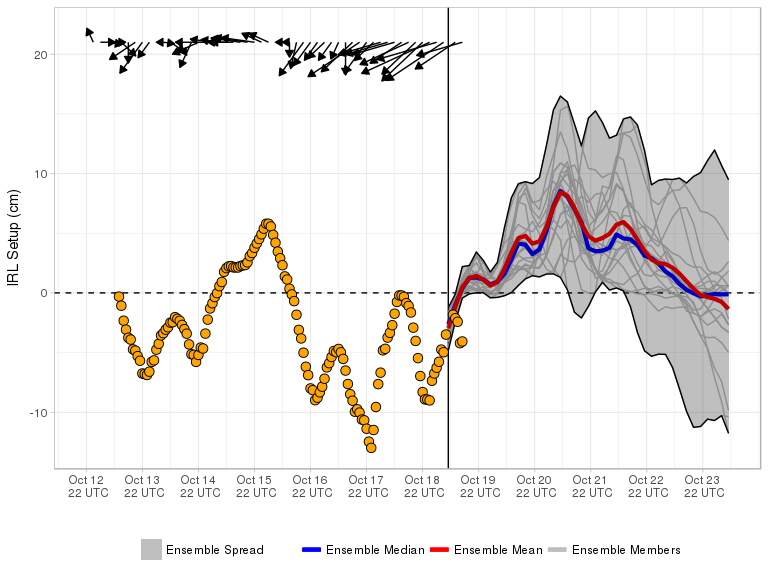 20
10
0
-10
IRL Setup (cm)
Oct 12 Oct 13 Oct 14 Oct 15 Oct 16 Oct 17 Oct 18 Oct 19 Oct 20 Oct 21 Oct 22 Oct 23
22 UTC 22 UTC 22 UTC 22 UTC 22 UTC 22 UTC 22 UTC 22 UTC 22 UTC 22 UTC 22 UTC 22 UTC
Ensemble Spread Ensemble Median Ensemble Mean Ensemble Members